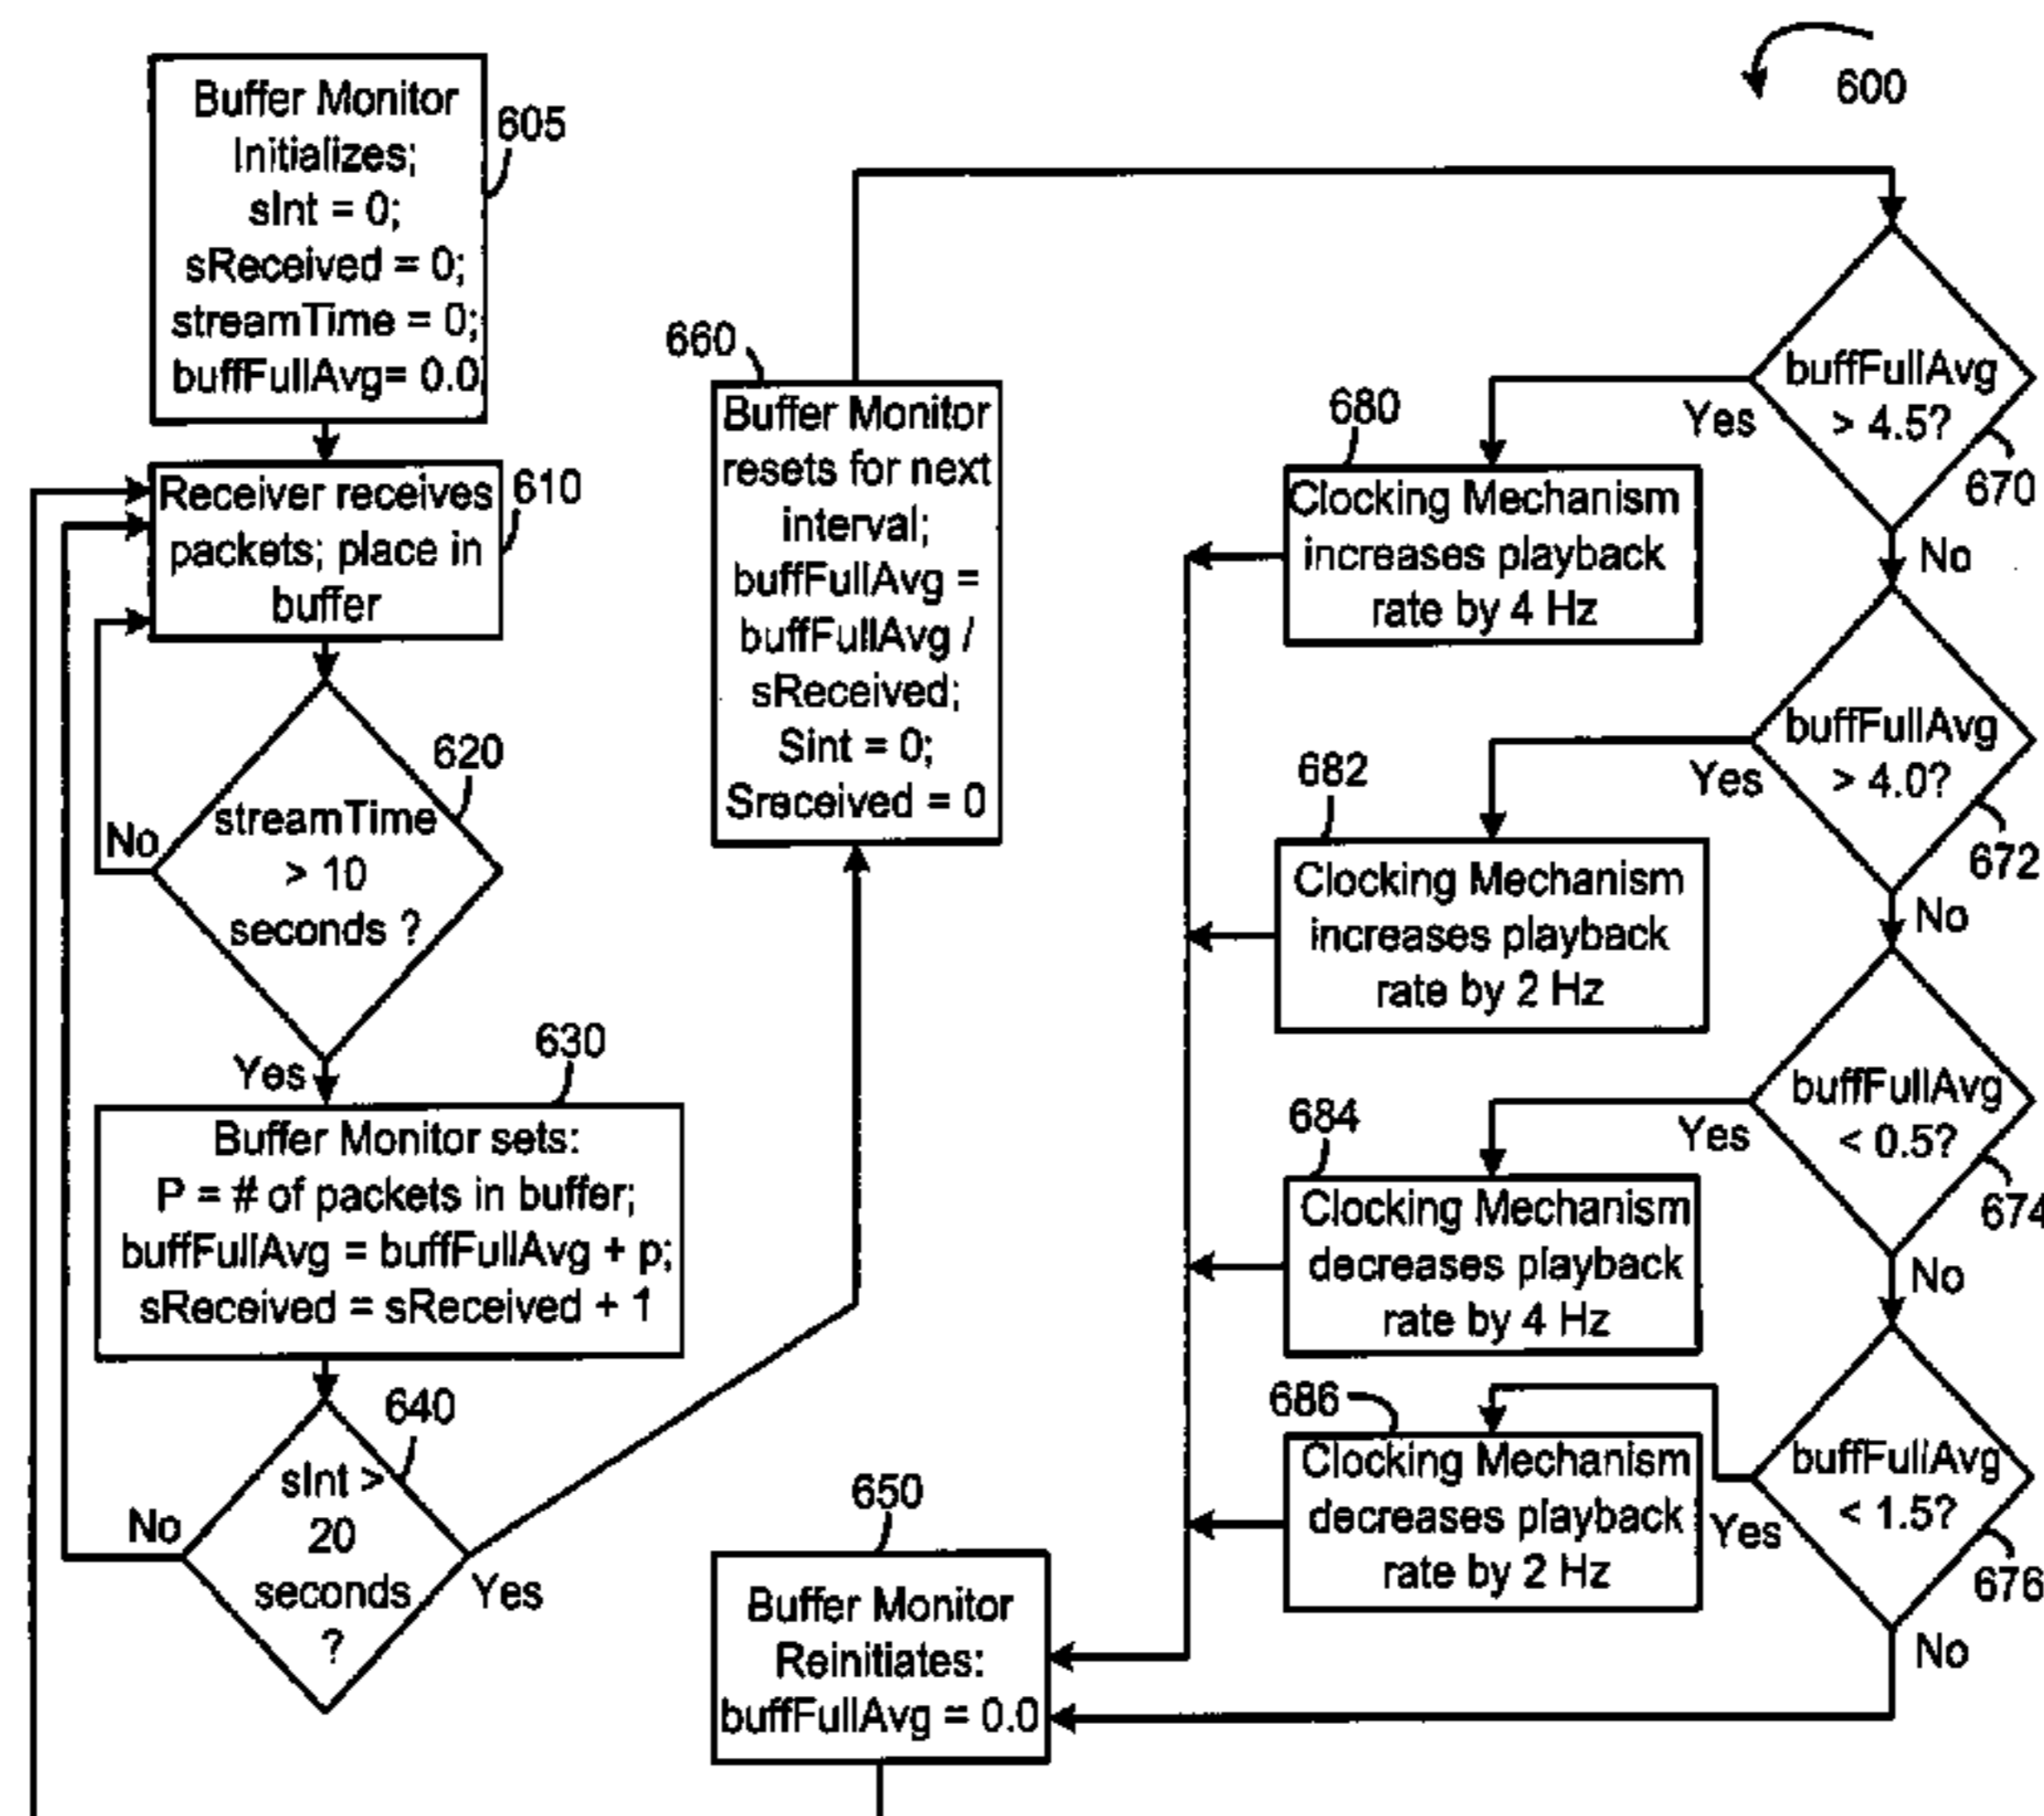 600
Buffer Monitor
Initializes;
sInt = 0;
sReceived = 0;
streamTime = 0;
buffFullAvg= 0.0
605
Receiver receives
packets; place in
buffer
610
streamTime
> 10
seconds ?
620
No
Yes
630
Buffer Monitor sets:
P = # of packets in buffer;
buffFullAvg = buffFullAvg + p;
sReceived = sReceived + 1
640
sInt >
20
seconds
?
No
Yes
660
Buffer Monitor
resets for next
interval;
buffFullAvg =
buffFullAvg /
sReceived;
Sint = 0;
Sreceived = 0
buffFullAvg
> 4.5?
670
Yes
No
680
Clocking Mechanism
increases playback
rate by 4 Hz
buffFullAvg
> 4.0?
672
Yes
No
682
Clocking Mechanism
increases playback
rate by 2 Hz
buffFullAvg
< 0.5?
674
Yes
No
684
Clocking Mechanism
decreases playback
rate by 4 Hz
buffFullAvg
< 1.5?
676
Yes
No
686
Clocking Mechanism
decreases playback
rate by 2 Hz
650
Buffer Monitor
Reinitiates:
buffFullAvg = 0.0